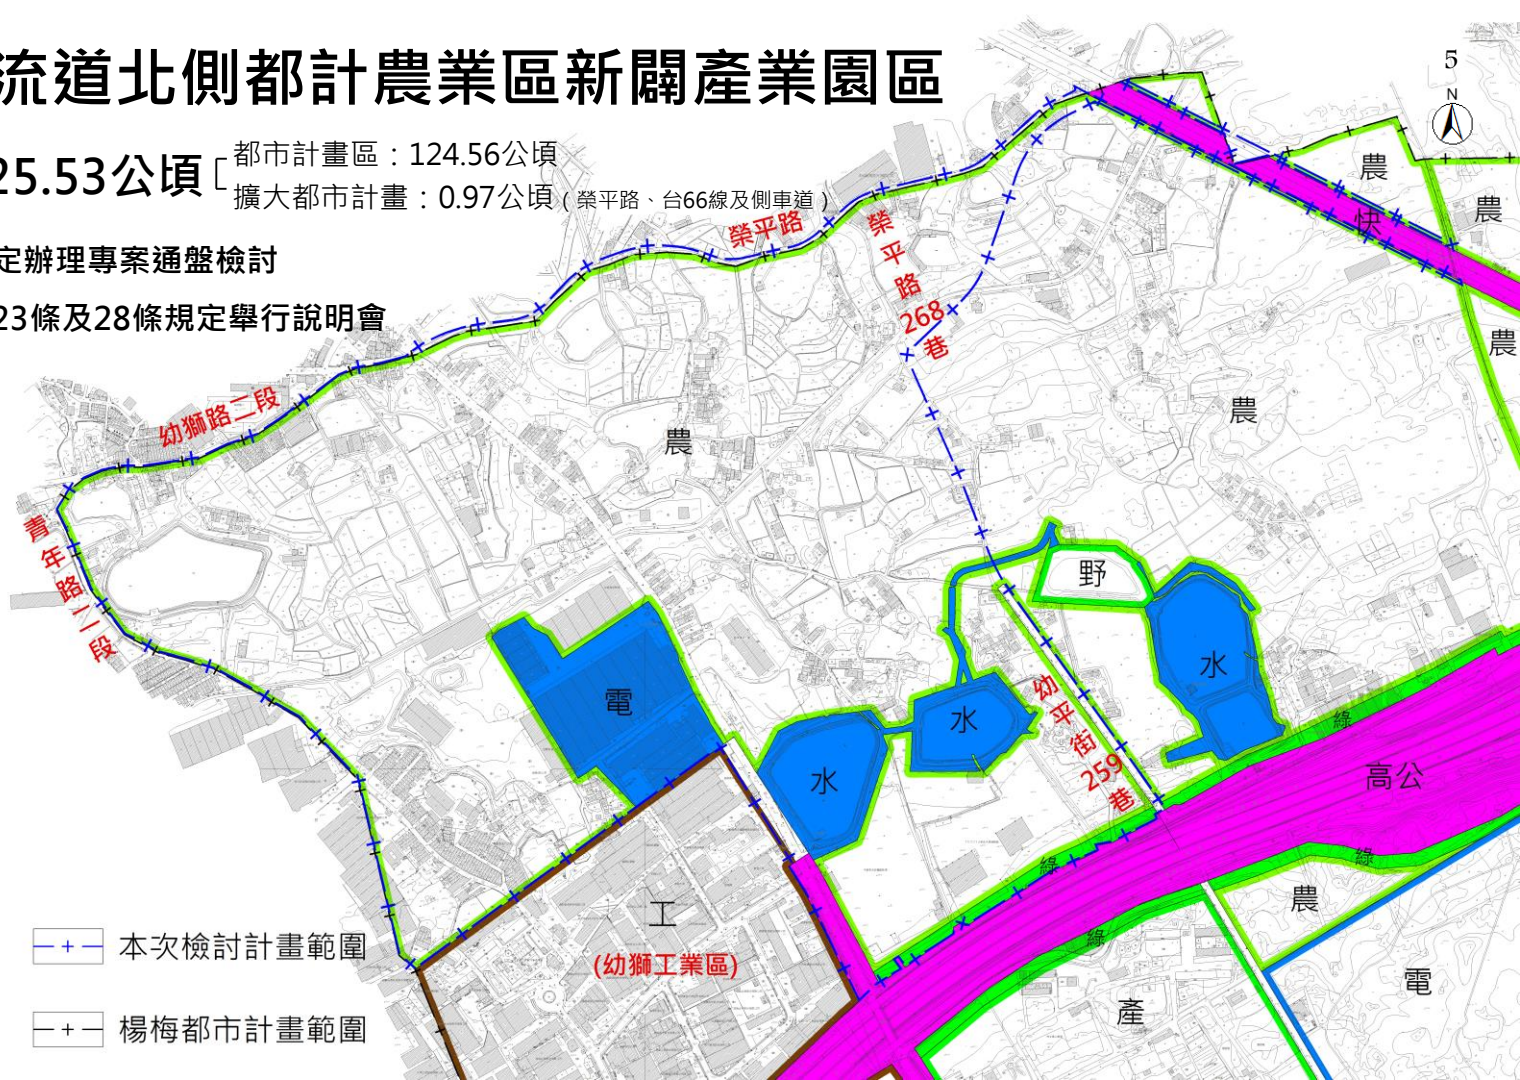 流道北側都計農業區新闢產業園區
25.53公頃
都市計畫區：124.56公頃
擴大都市計畫：0.97公頃（榮平路、台66線及側車道）
定辦理專案通盤檢討
23條及28條規定舉行說明會
5
N
榮平路
榮平路268巷
幼獅路二段
青年路二段
幼平街259巷
農
農
農
農
農
快
野
電
水
水
水
綠
高公
綠
綠
綠
農
工
(幼獅工業區)
產
電
本次檢討計畫範圍
楊梅都市計畫範圍